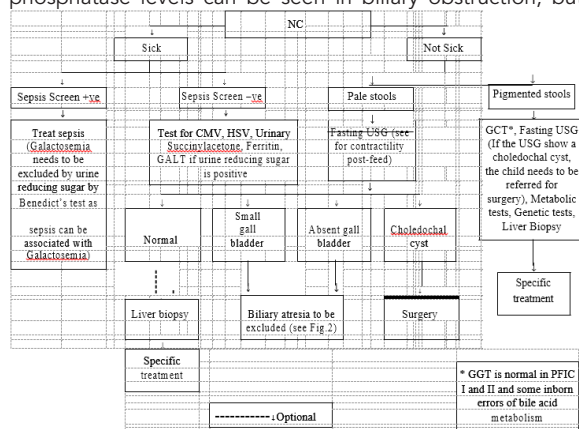 phosphatase levels can be seen in biliary obstruction, but
NC
Sick
Not Sick
Sepsis Screen +ve
Sepsis Screen –ve
Pale stools
Pigmented stools
Treat sepsis
(Galactosemia
needs to be
excluded by urine
reducing sugar by
Benedict's test as
sepsis can be
associated with
Galactosemia)
Test for CMV, HSV, Urinary
Succinylacetone, Ferritin,
GALT if urine reducing sugar
is positive
Fasting USG (see
for contractility
post-feed)
GCT*, Fasting USG
(If the USG show a
choledochal cyst,
the child needs to be
referred for
surgery), Metabolic
tests, Genetic tests,
Liver Biopsy
Normal
Small
gall
bladder
Absent gall
bladder
Choledochal
cyst
Specific
treatment
Liver biopsy
Biliary atresia to be
excluded (see Fig.2)
Surgery
Specific
treatment
* GGT is normal in PFIC
I and II and some inborn
errors of bile acid
metabolism
Optional